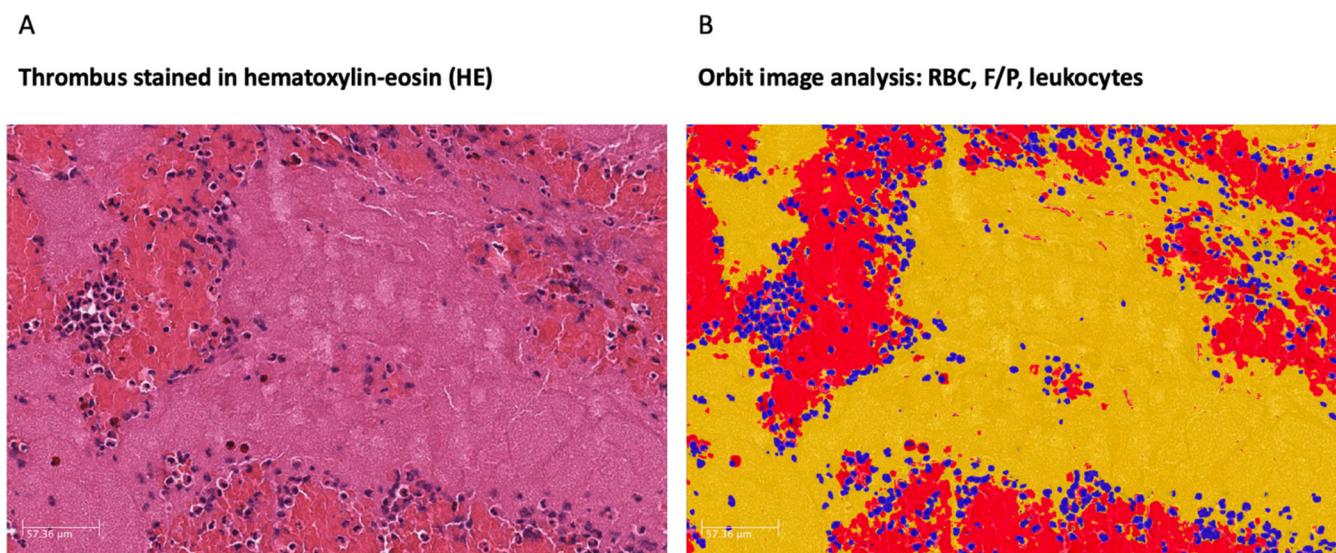 A
Thrombus stained in hematoxylin-eosin (HE)
57.36 µm
B
Orbit image analysis: RBC, F/P, leukocytes
57.36 µm